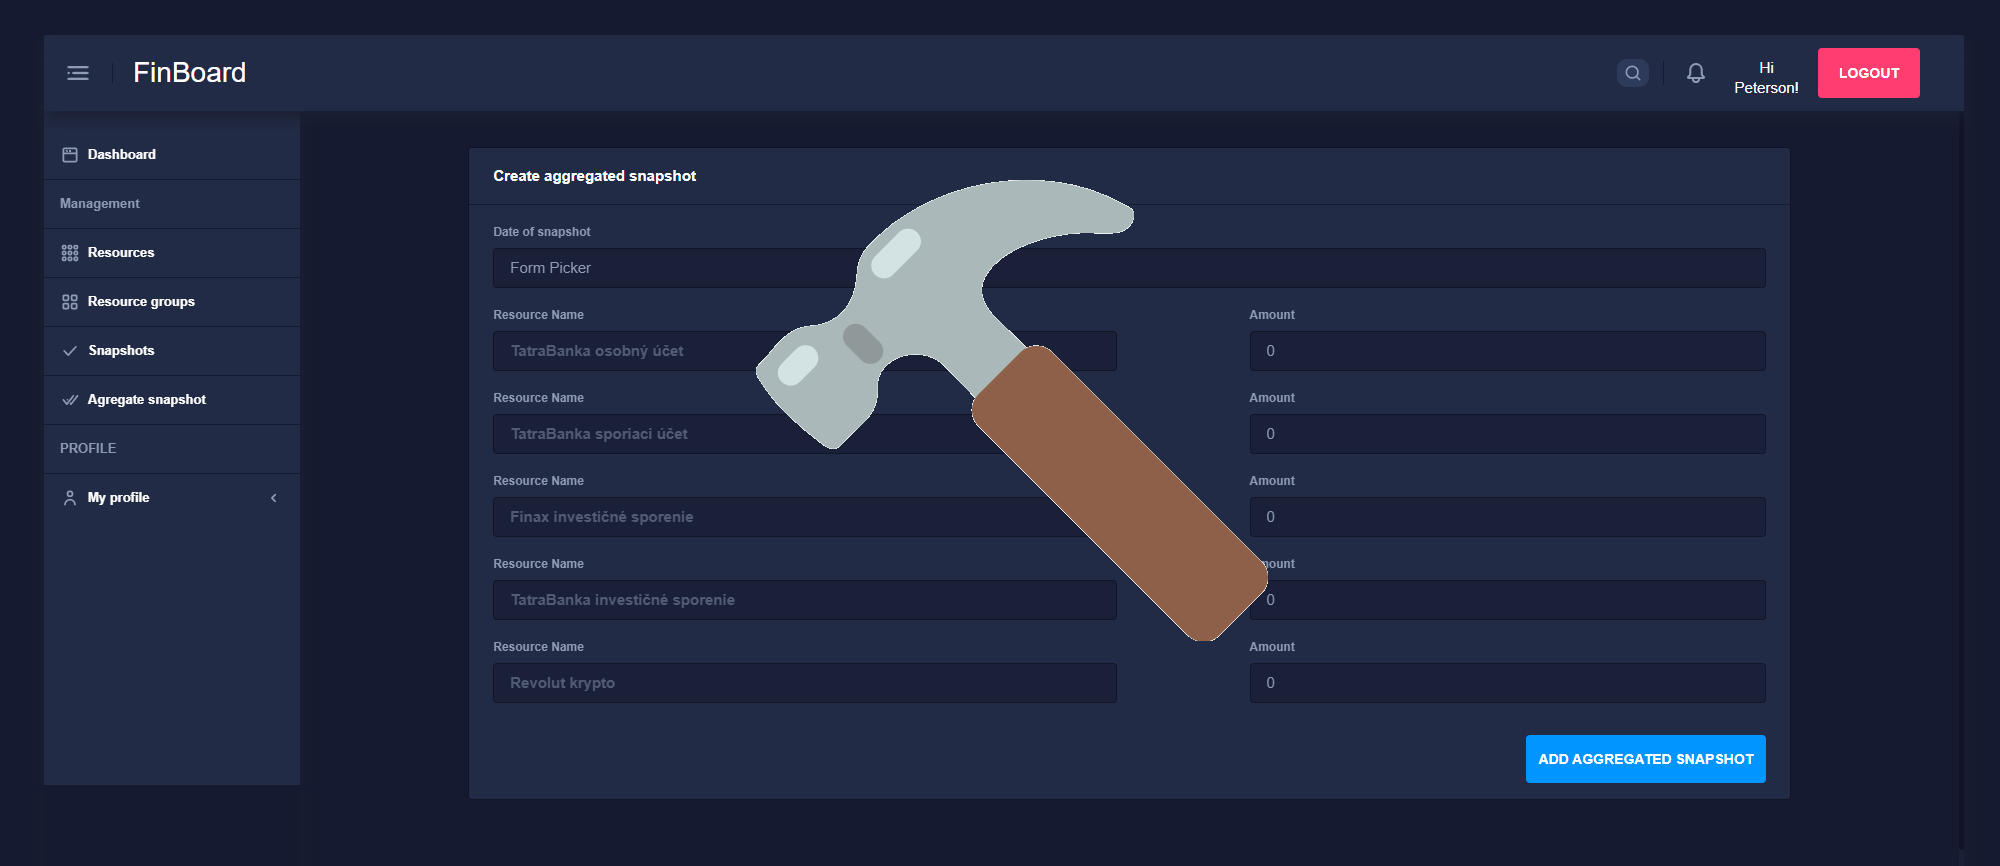 FinBoard
Hi
Peterson!
LOGOUT
Dashboard
Management
Resources
Resource groups
Snapshots
Agregate snapshot
PROFILE
My profile
Create aggregated snapshot
Date of snapshot
Form Picker
Resource Name
Amount
TatraBanka osobný účet
0
Resource Name
Amount
TatraBanka sporiaci účet
0
Resource Name
Amount
Finax investičné sporenie
0
Resource Name
mount
TatraBanka investičné sporenie
0
Resource Name
Amount
Revolut krypto
0
ADD AGGREGATED SNAPSHOT